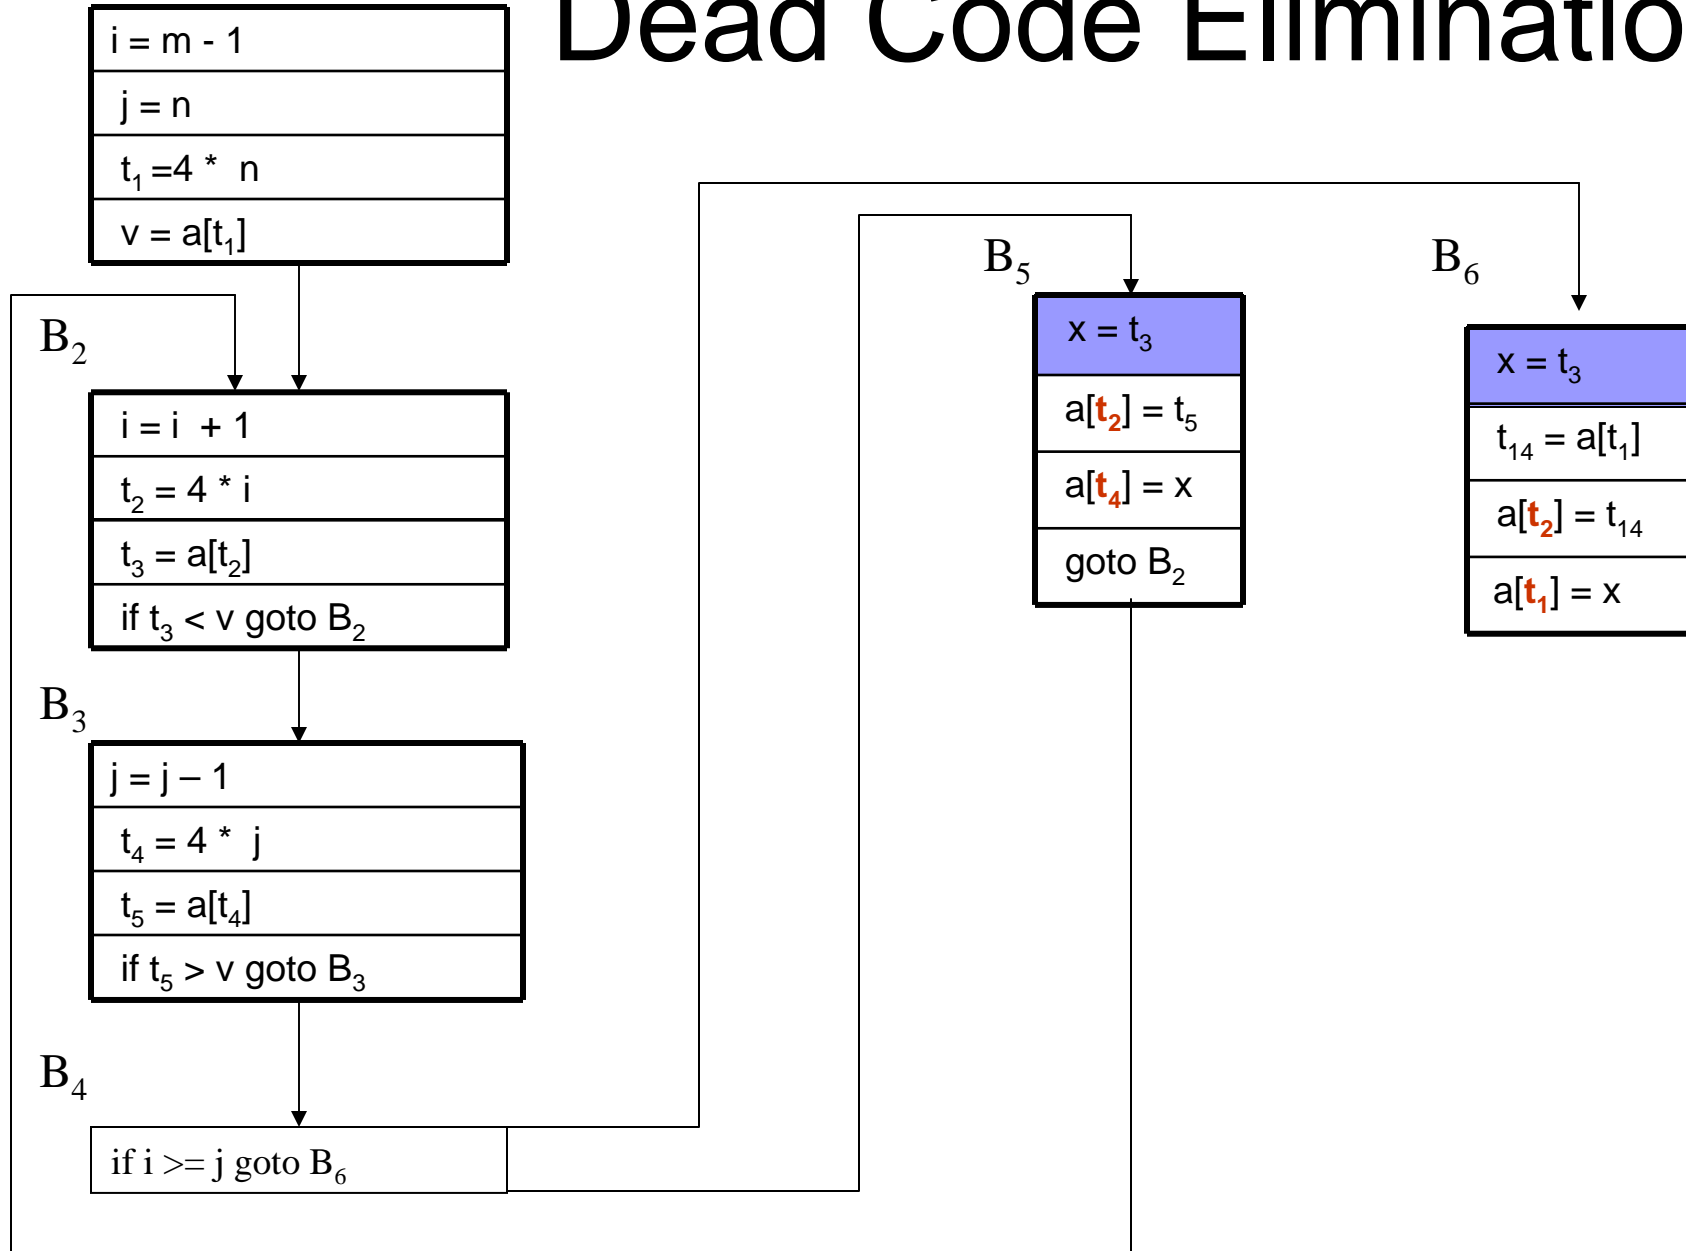 Dead Code Eliminatio
i = m - 1
j = n
t₁ =4 * n
v = a[t₁]
B₂
i = i + 1
t₂ = 4 * i
t₃ = a[t₂]
if t₃ < v goto B₂
B₃
j = j – 1
t₄ = 4 * j
t₅ = a[t₄]
if t₅ > v goto B₃
B₄
if i >= j goto B₆
B₅
x = t₃
a[t₂] = t₅
a[t₄] = x
goto B₂
B₆
x = t₃
t₁₄ = a[t₁]
a[t₂] = t₁₄
a[t₁] = x